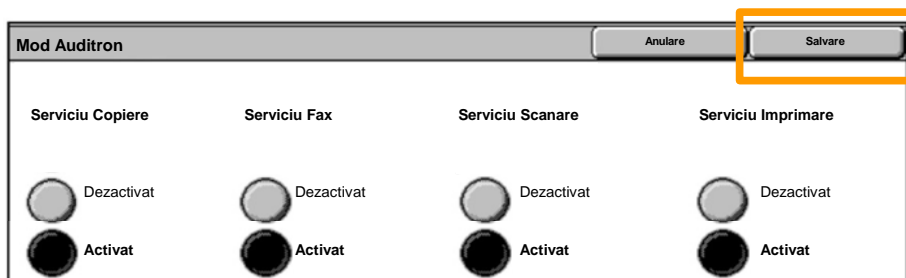 Mod Auditron Anulare Salvare
Serviciu Copiere Serviciu Fax Serviciu Scanare Serviciu Imprimare
Dezactivat Dezactivat Dezactivat Dezactivat
Activat Activat Activat Activat